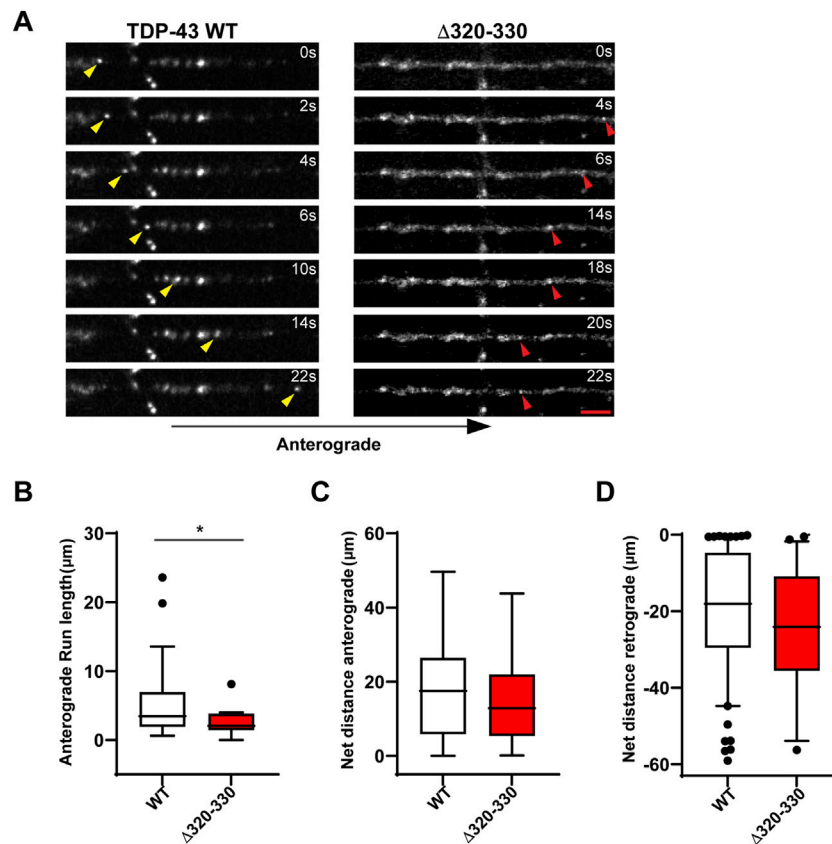 A
TDP-43 WT
Δ320-330
0s
0s
2s
4s
4s
6s
6s
14s
10s
18s
14s
20s
22s
22s
Anterograde
B
Anterograde Run length(µm)
30
20
10
0
*
WT
Δ320-330
C
Net distance anterograde (µm)
60
40
20
0
WT
Δ320-330
D
Net distance retrograde (µm)
0
-20
-40
-60
WT
Δ320-330